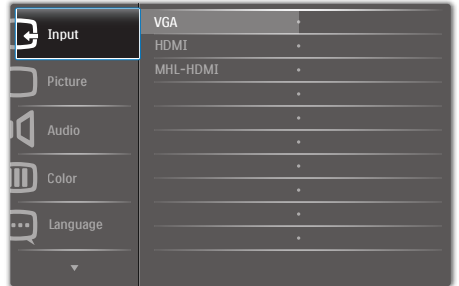 Input
VGA
HDMI
MHL-HDMI
Picture
Audio
Color
Language